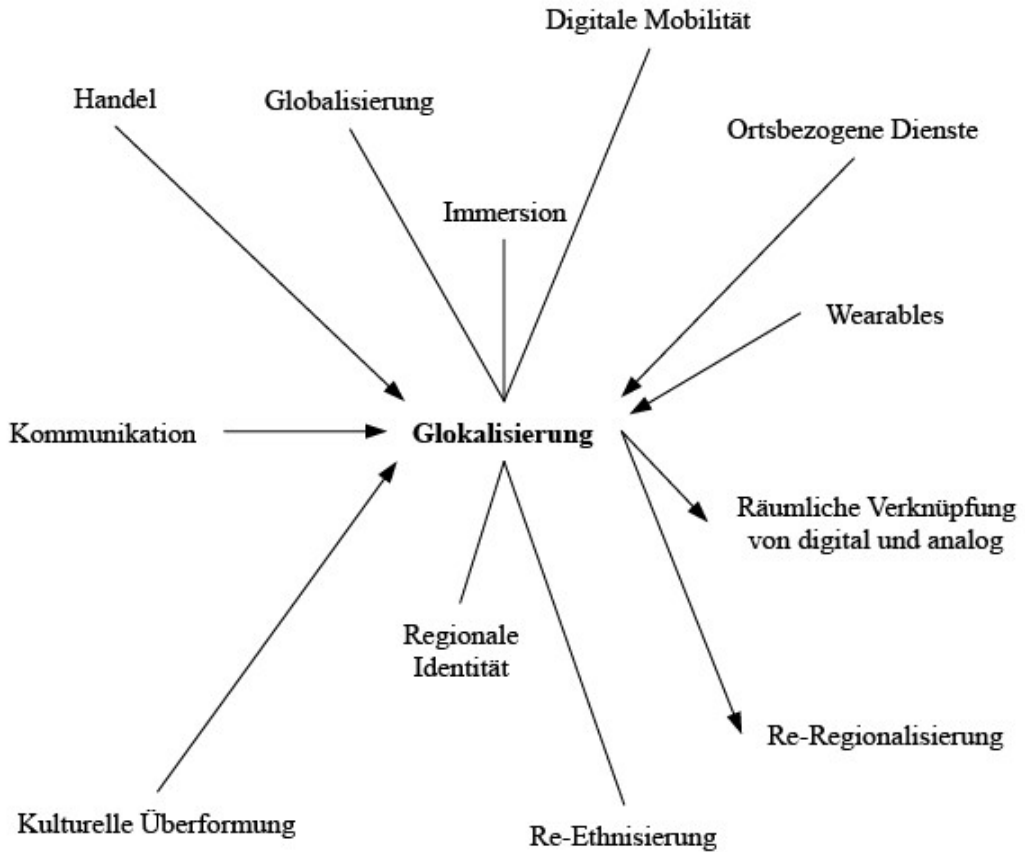 Digitale Mobilität
Handel
Globalisierung
Ortsbezogene Dienste
Immersion
Wearables
Kommunikation
Glokalisierung
Räumliche Verknüpfung
von digital und analog
Regionale
Identität
Re-Regionalisierung
Kulturelle Überformung
Re-Ethnisierung